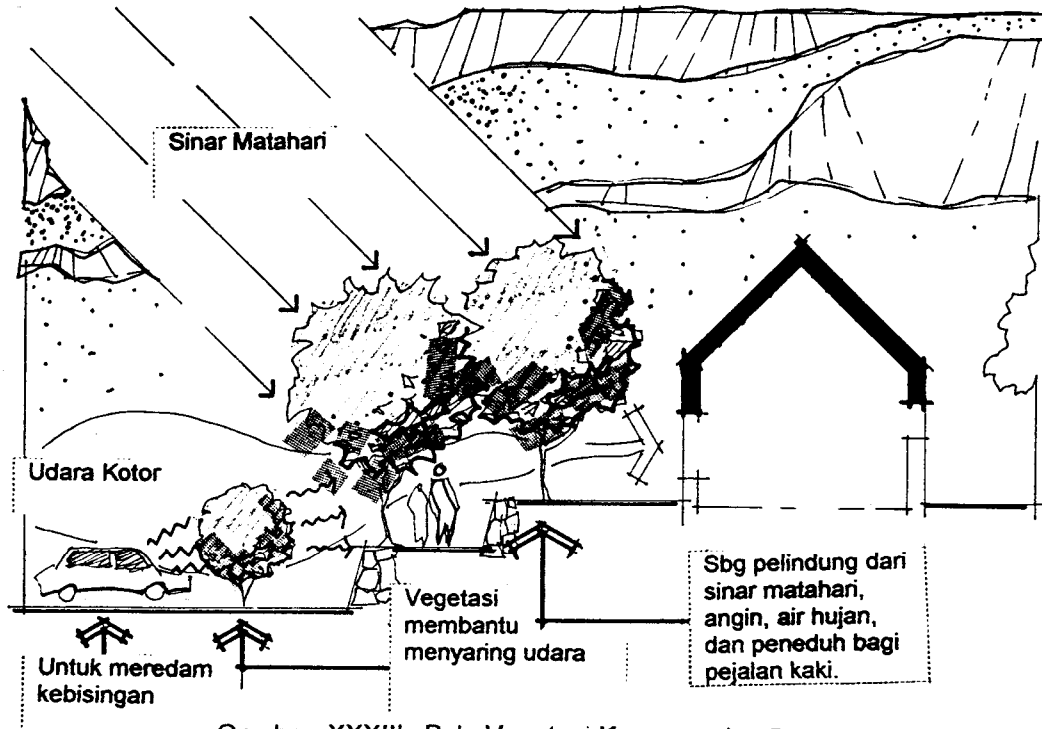 Sinar Matahari
Udara Kotor
Untuk meredam
kebisingan
Vegetasi
membantu
menyaring udara
Sbg pelindung dari
sinar matahari,
angin, air hujan,
dan peneduh bagi
pejalan kaki.